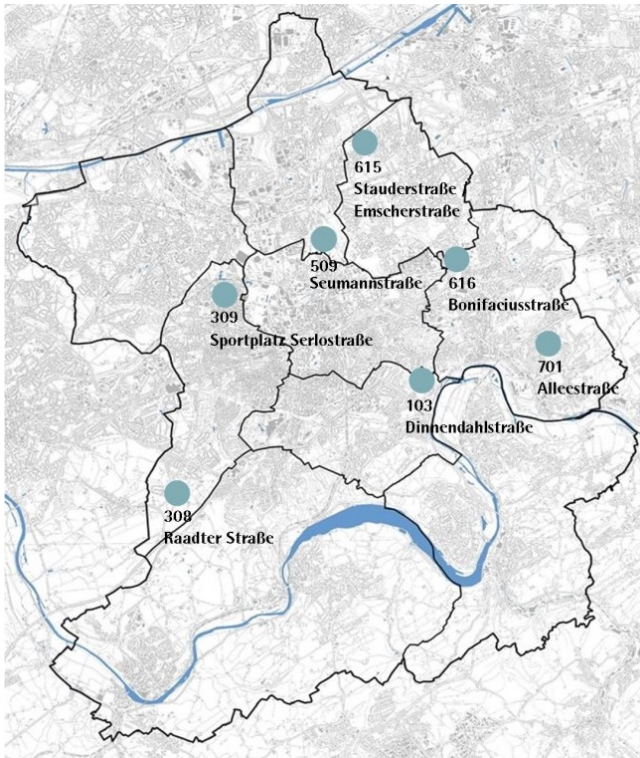 615
Stauderstraße
Emscherstraße
509
Seumannstraße
616
Bonifaciusstraße
309
Sportplatz Serlostraße
701
Alleestraße
103
Dinnendahlstraße
308
Raadter Straße